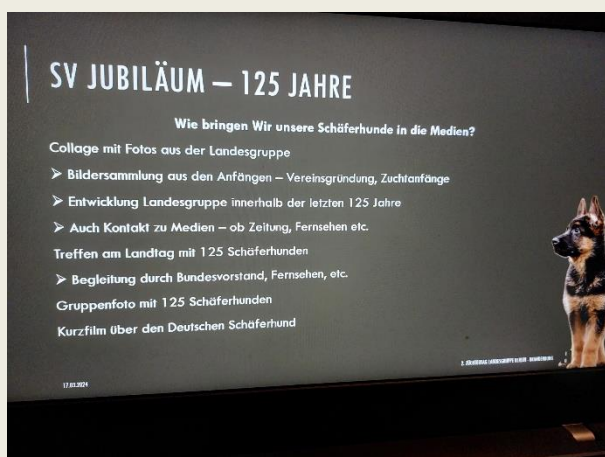 SV JUBILÄUM – 125 JAHRE
Wie bringen Wir unsere Schäferhunde in die Medien?
Collage mit Fotos aus der Landesgruppe
➢ Bildersammlung aus den Anfängen – Vereinsgründung, Zuchtanfänge
➢ Entwicklung Landesgruppe innerhalb der letzten 125 Jahre
➢ Auch Kontakt zu Medien – ob Zeitung, Fernsehen etc.
Treffen am Landtag mit 125 Schäferhunden
➢ Begleitung durch Bundesvorstand, Fernsehen, etc.
Gruppenfoto mit 125 Schäferhunden
Kurzfilm über den Deutschen Schäferhund
LANDESGRUPPE